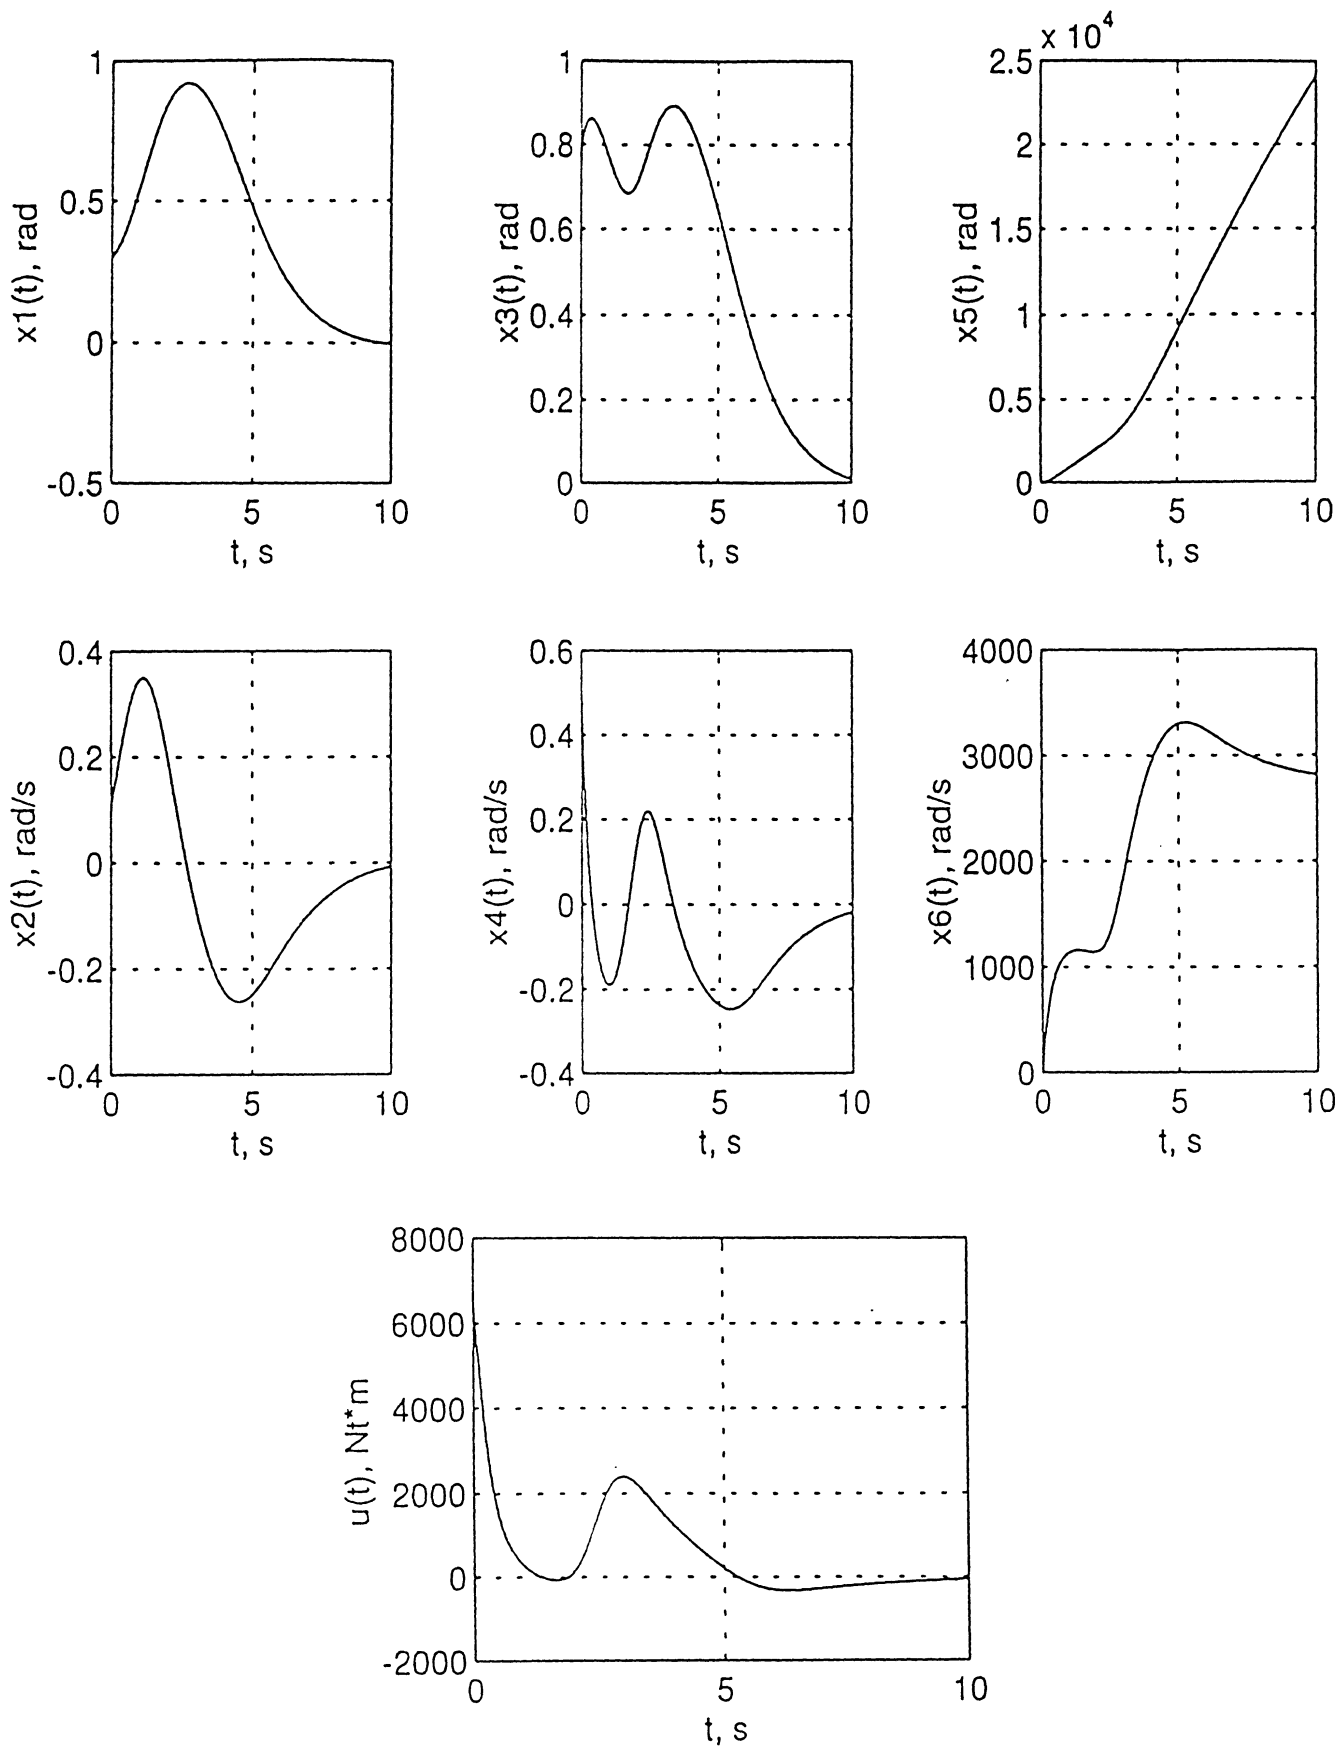 x 10^4
1
0.5
0
-0.5
x1(t), rad
0 5 10
t, s
1
0.8
0.6
0.4
0.2
0
x3(t), rad
0 5 10
t, s
2.5
2
1.5
1
0.5
0
x5(t), rad
0 5 10
t, s
0.4
0.2
0
-0.2
-0.4
x2(t), rad/s
0 5 10
t, s
0.6
0.4
0.2
0
-0.2
-0.4
x4(t), rad/s
0 5 10
t, s
4000
3000
2000
1000
0
x6(t), rad/s
0 5 10
t, s
8000
6000
4000
2000
0
-2000
u(t), Nt*m
0 5 10
t, s